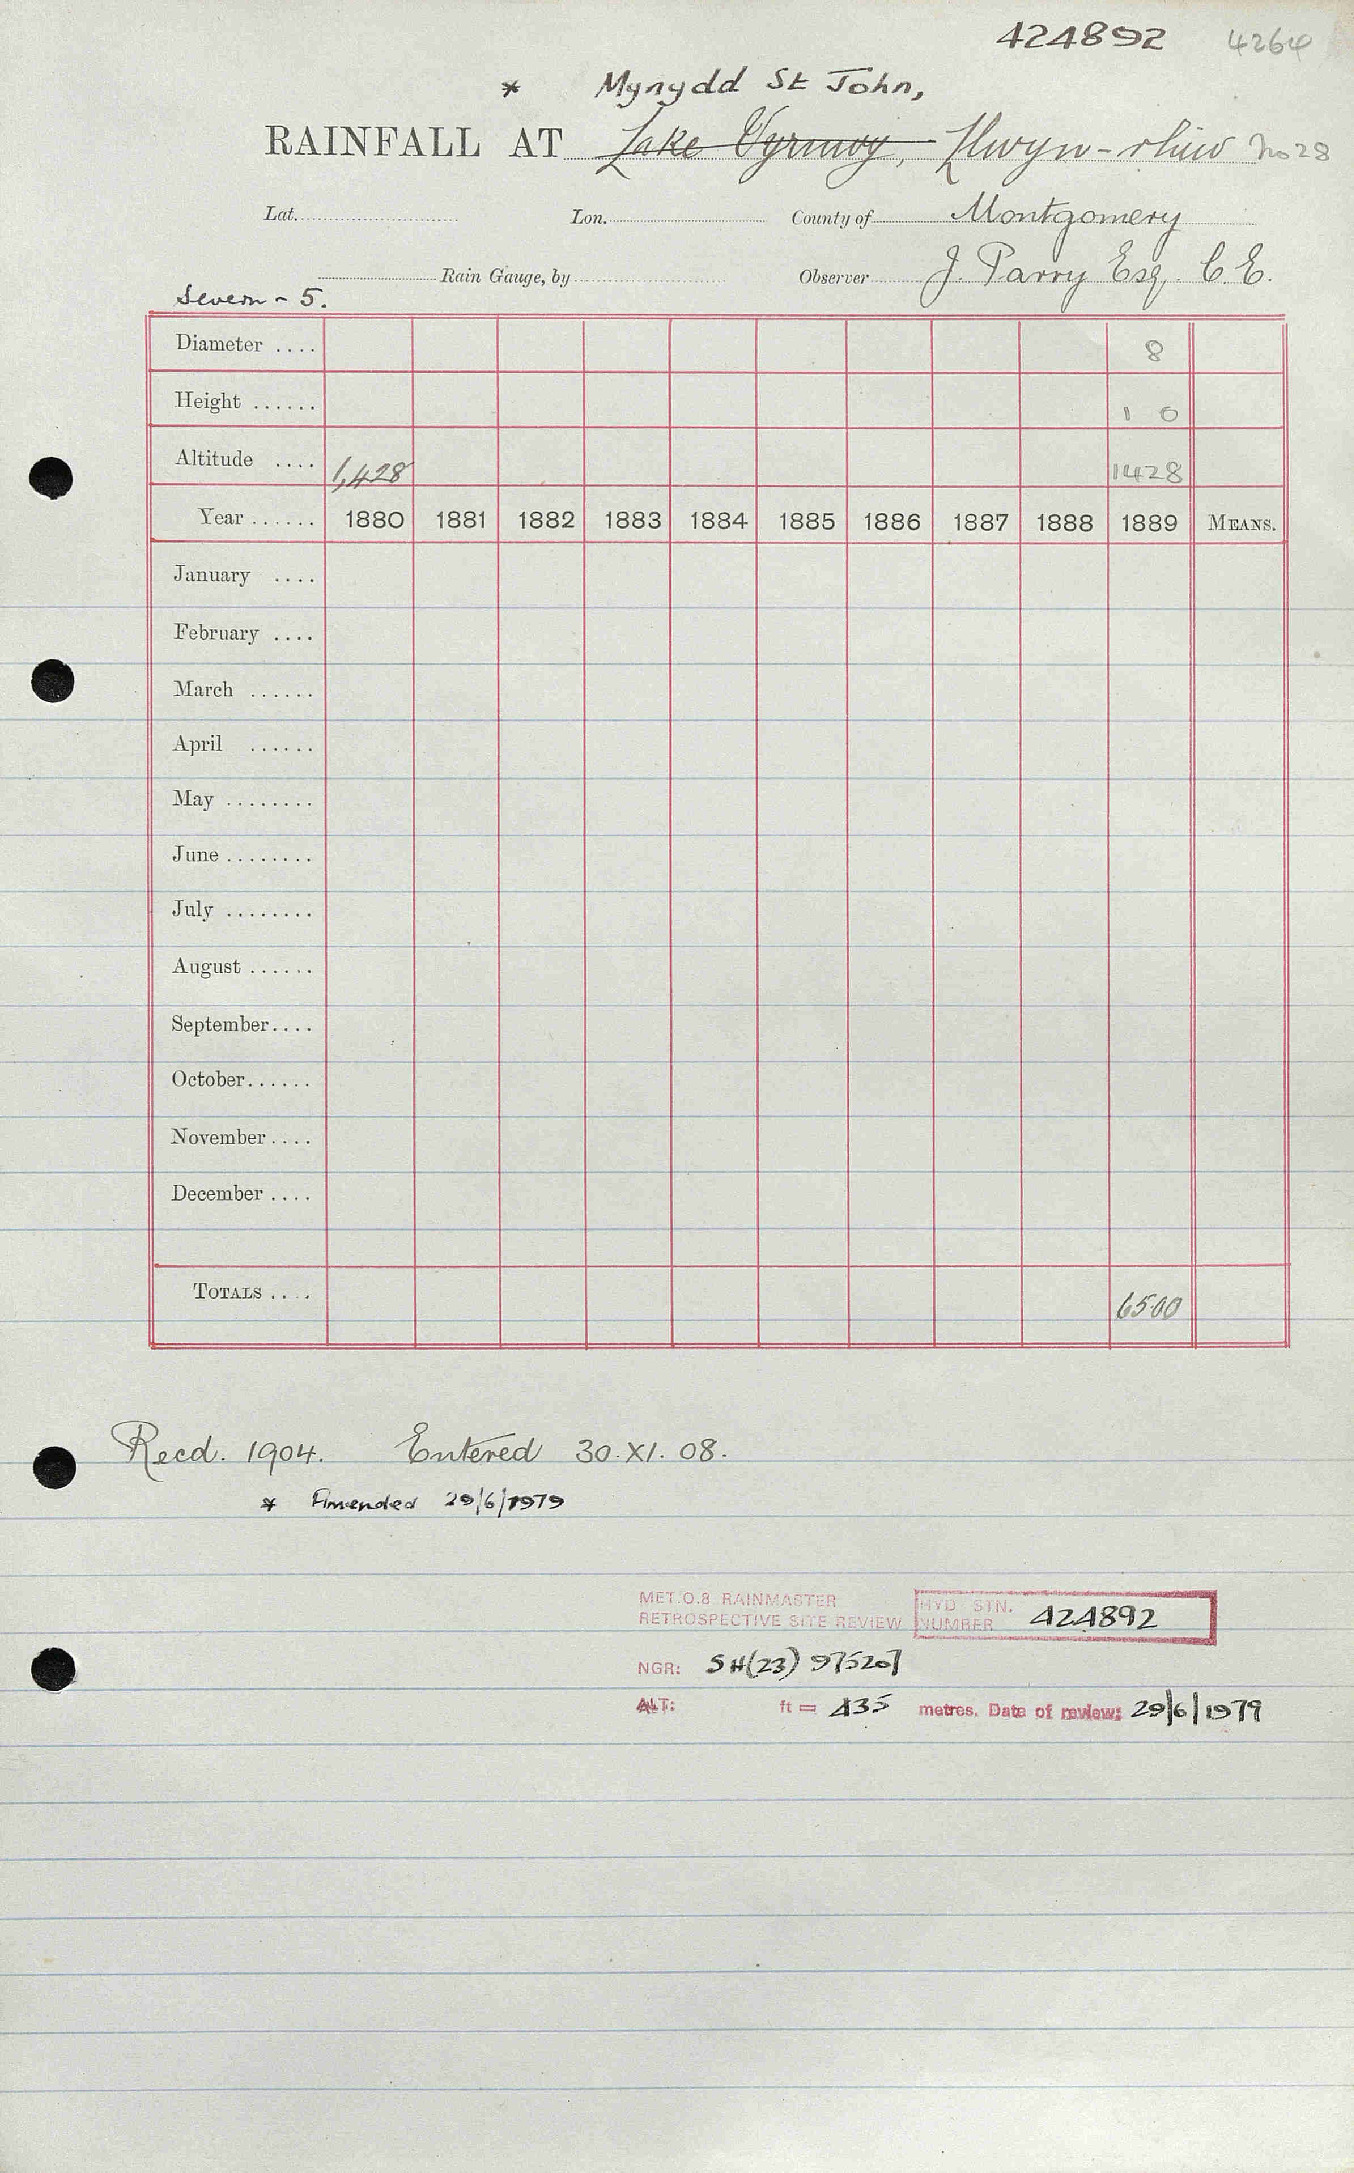 424892 4264
* Mynydd St John,
RAINFALL AT Lake Vyrnwy, Llwyn-rhiw No 28
Lat. Lon. County of Montgomery
Rain Gauge, by Observer J. Parry Esq. C.E.
Severn - 5.
Diameter .... 8
Height ...... 1 0
Altitude .... 1,428 1428
Year ...... 1880 1881 1882 1883 1884 1885 1886 1887 1888 1889 MEANS.
January ....
February ....
March ......
April ......
May ........
June ........
July ........
August ......
September....
October......
November....
December ....
TOTALS .... 65.00
Recd. 1904. Entered 30.XI.08.
* Amended 29/6/1979
MET.O.8 RAINMASTER
RETROSPECTIVE SITE REVIEW
HYD STN. NUMBER 424892
NGR: SH(23) 975207
ALT: ft = 435 metres. Date of review: 29/6/1979